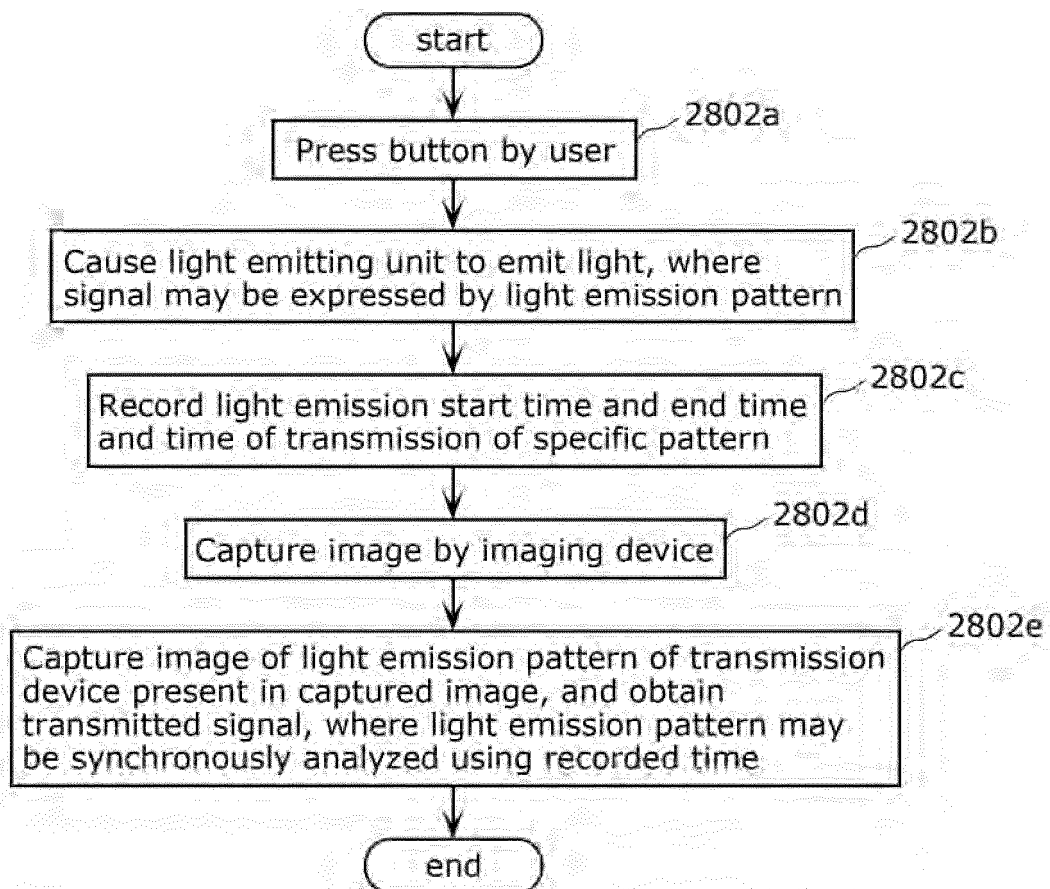 start
2802a
Press button by user
2802b
Cause light emitting unit to emit light, where
signal may be expressed by light emission pattern
2802c
Record light emission start time and end time
and time of transmission of specific pattern
2802d
Capture image by imaging device
2802e
Capture image of light emission pattern of transmission
device present in captured image, and obtain
transmitted signal, where light emission pattern may
be synchronously analyzed using recorded time
end